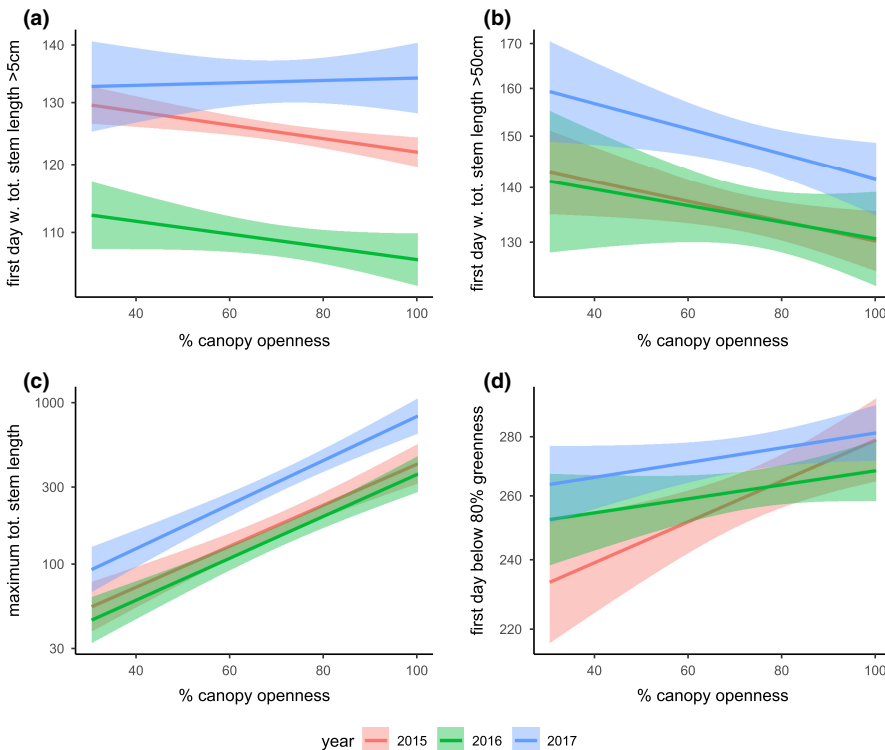 (a)
first day w. tot. stem length >5cm
140
130
120
110
40 60 80 100
% canopy openness
(b)
first day w. tot. stem length >50cm
170
160
150
140
130
40 60 80 100
% canopy openness
(c)
maximum tot. stem length
1000
300
100
30
40 60 80 100
% canopy openness
(d)
first day below 80% greenness
280
260
240
220
40 60 80 100
% canopy openness
year 2015 2016 2017